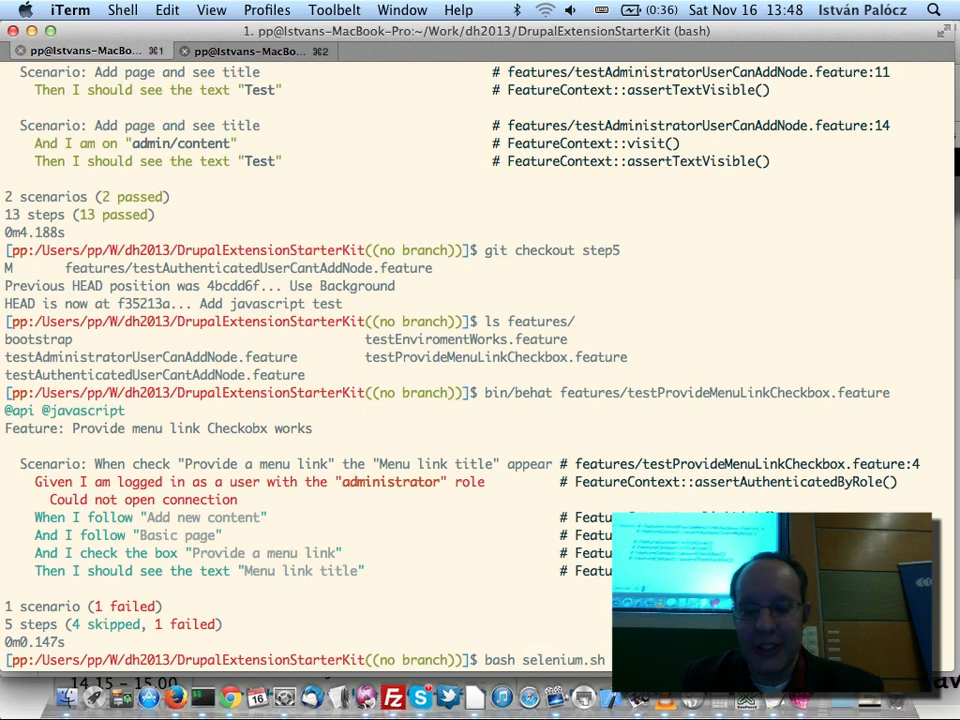 iTerm Shell Edit View Profiles Toolbelt Window Help (0:36) Sat Nov 16 13:48 István Palócz
1. pp@Istvans-MacBook-Pro:~/Work/dh2013/DrupalExtensionStarterKit (bash)
pp@Istvans-MacBo... ⌘1 pp@Istvans-MacBo... ⌘2
Scenario: Add page and see title # features/testAdministratorUserCanAddNode.feature:11
Then I should see the text "Test" # FeatureContext::assertTextVisible()
Scenario: Add page and see title # features/testAdministratorUserCanAddNode.feature:14
And I am on "admin/content" # FeatureContext::visit()
Then I should see the text "Test" # FeatureContext::assertTextVisible()
2 scenarios (2 passed)
13 steps (13 passed)
0m4.188s
[pp:/Users/pp/W/dh2013/DrupalExtensionStarterKit((no branch))]$ git checkout step5
M features/testAuthenticatedUserCantAddNode.feature
Previous HEAD position was 4bcdd6f... Use Background
HEAD is now at f35213a... Add javascript test
[pp:/Users/pp/W/dh2013/DrupalExtensionStarterKit((no branch))]$ ls features/
bootstrap testEnviromentWorks.feature
testAdministratorUserCanAddNode.feature testProvideMenuLinkCheckbox.feature
testAuthenticatedUserCantAddNode.feature
[pp:/Users/pp/W/dh2013/DrupalExtensionStarterKit((no branch))]$ bin/behat features/testProvideMenuLinkCheckbox.feature
@api @javascript
Feature: Provide menu link Checkobx works
Scenario: When check "Provide a menu link" the "Menu link title" appear # features/testProvideMenuLinkCheckbox.feature:4
Given I am logged in as a user with the "administrator" role # FeatureContext::assertAuthenticatedByRole()
Could not open connection
When I follow "Add new content" # Featu
And I follow "Basic page" # Featu
And I check the box "Provide a menu link" # Featu
Then I should see the text "Menu link title" # Featu
1 scenario (1 failed)
5 steps (4 skipped, 1 failed)
0m0.147s
[pp:/Users/pp/W/dh2013/DrupalExtensionStarterKit((no branch))]$ bash selenium.sh
14.15 – 15.00